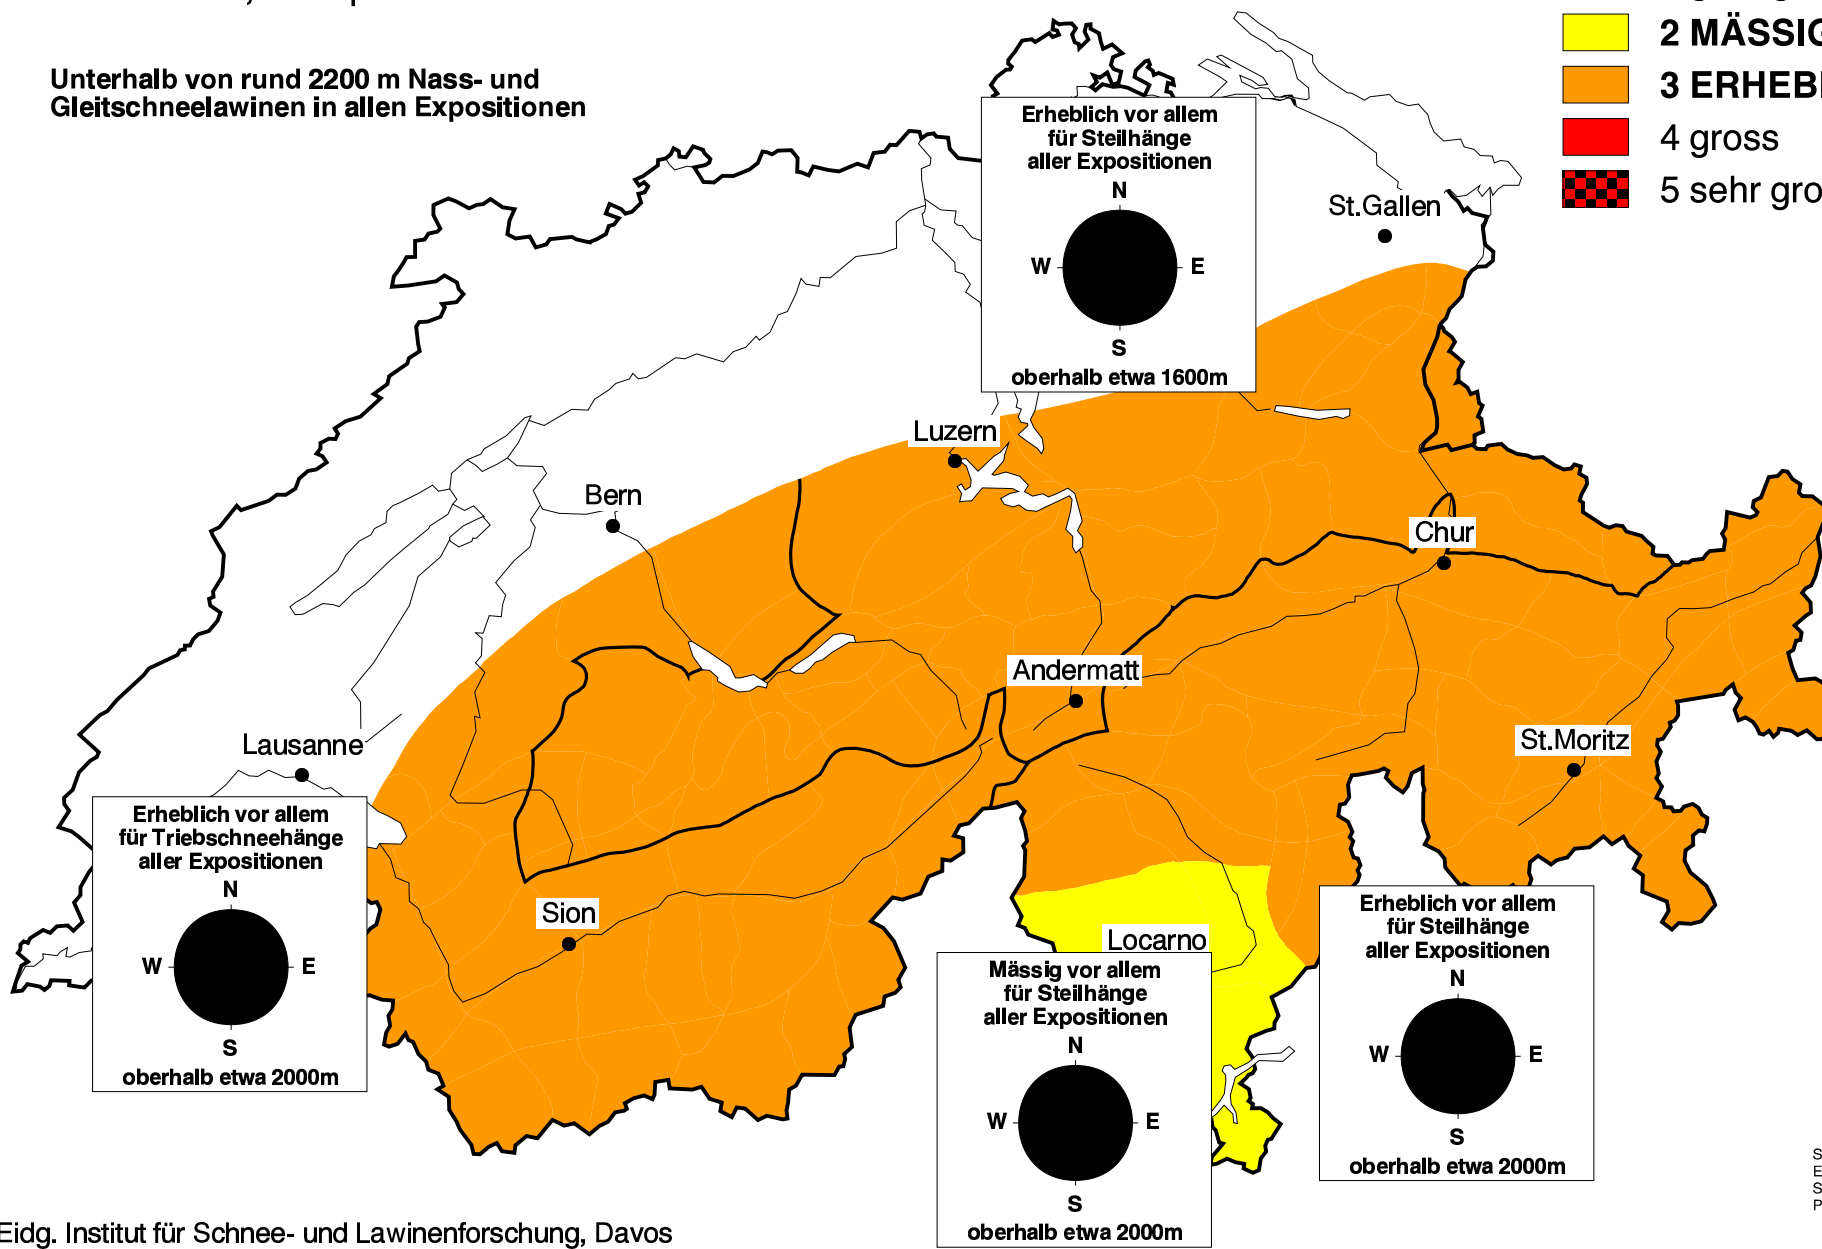 2 MÄSSIG
Unterhalb von rund 2200 m Nass- und
Gleitschneelawinen in allen Expositionen
3 ERHEB
4 gross
5 sehr gro
Erheblich vor allem
für Steilhänge
aller Expositionen
N
W
E
S
oberhalb etwa 1600m
St.Gallen
Luzern
Bern
Chur
Andermatt
St.Moritz
Lausanne
Erheblich vor allem
für Triebschneehänge
aller Expositionen
N
W
E
S
oberhalb etwa 2000m
Sion
Locarno
Mässig vor allem
für Steilhänge
aller Expositionen
N
W
E
S
oberhalb etwa 2000m
Erheblich vor allem
für Steilhänge
aller Expositionen
N
W
E
S
oberhalb etwa 2000m
S
E
S
P
Eidg. Institut für Schnee- und Lawinenforschung, Davos